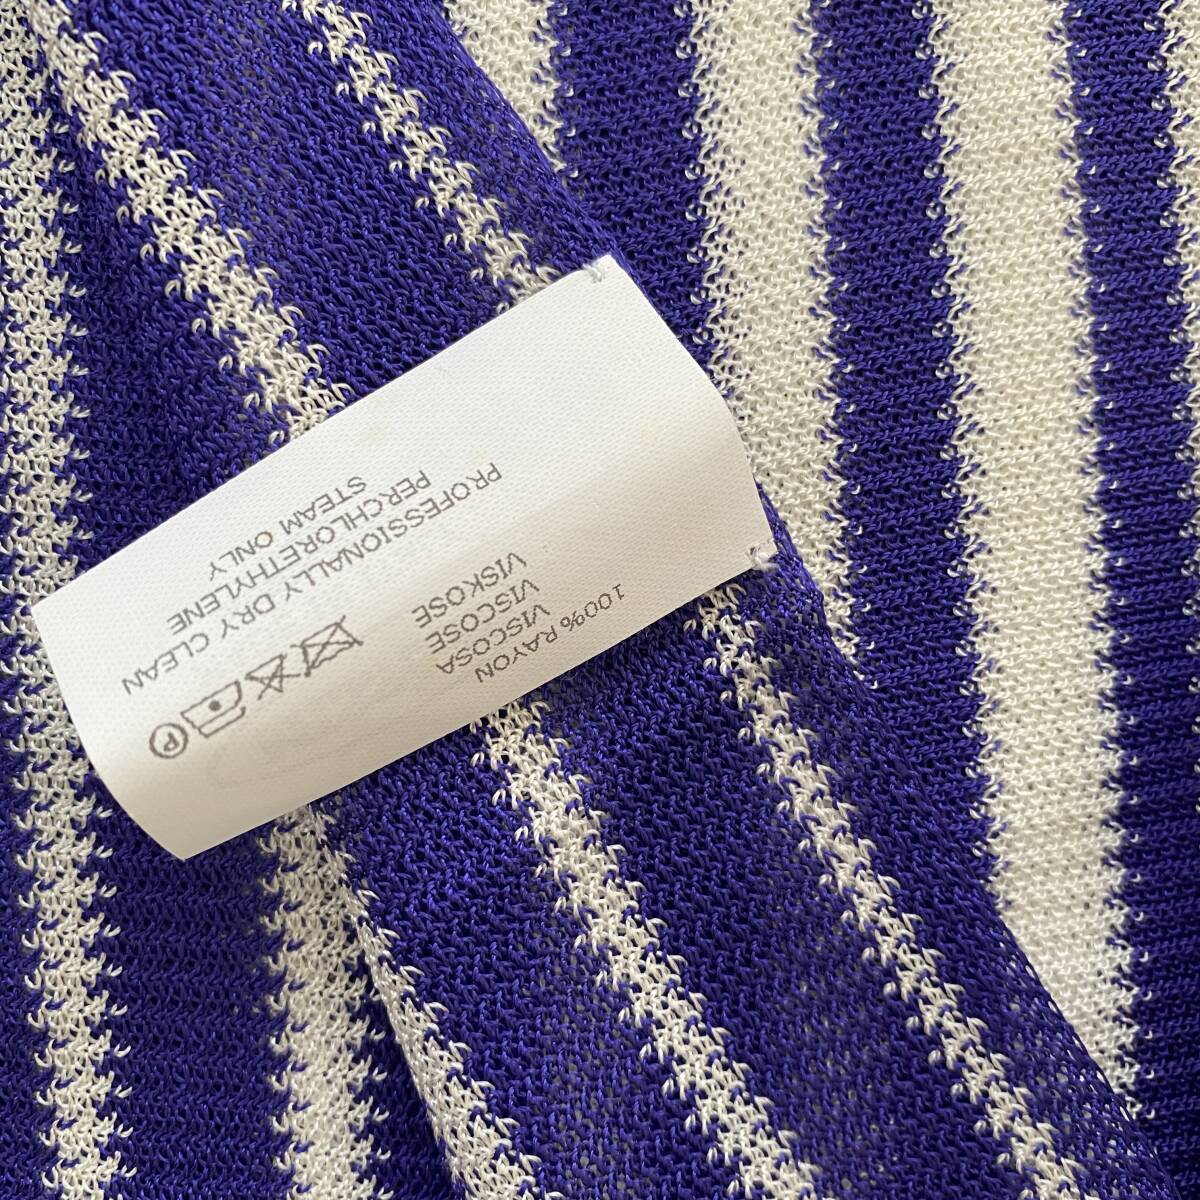 100% RAYON
VISCOSA
VISCOSE
VISKOSE
P
PROFESSIONALLY DRY CLEAN
PERCHLORETHYLENE
STEAM ONLY